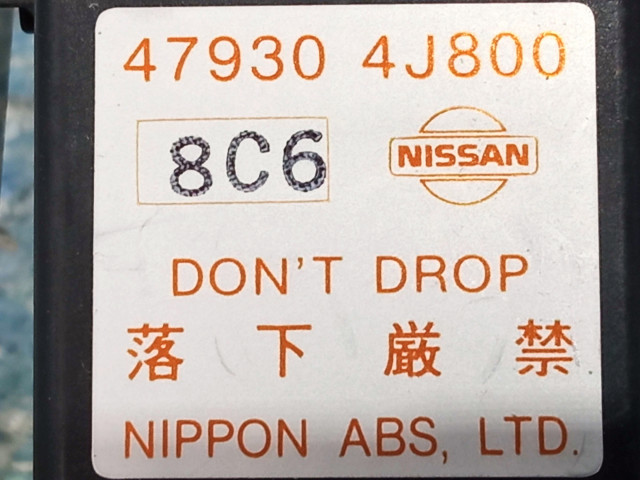 47930 4J800
8C6 NISSAN
DON'T DROP
落下厳禁
NIPPON ABS, LTD.